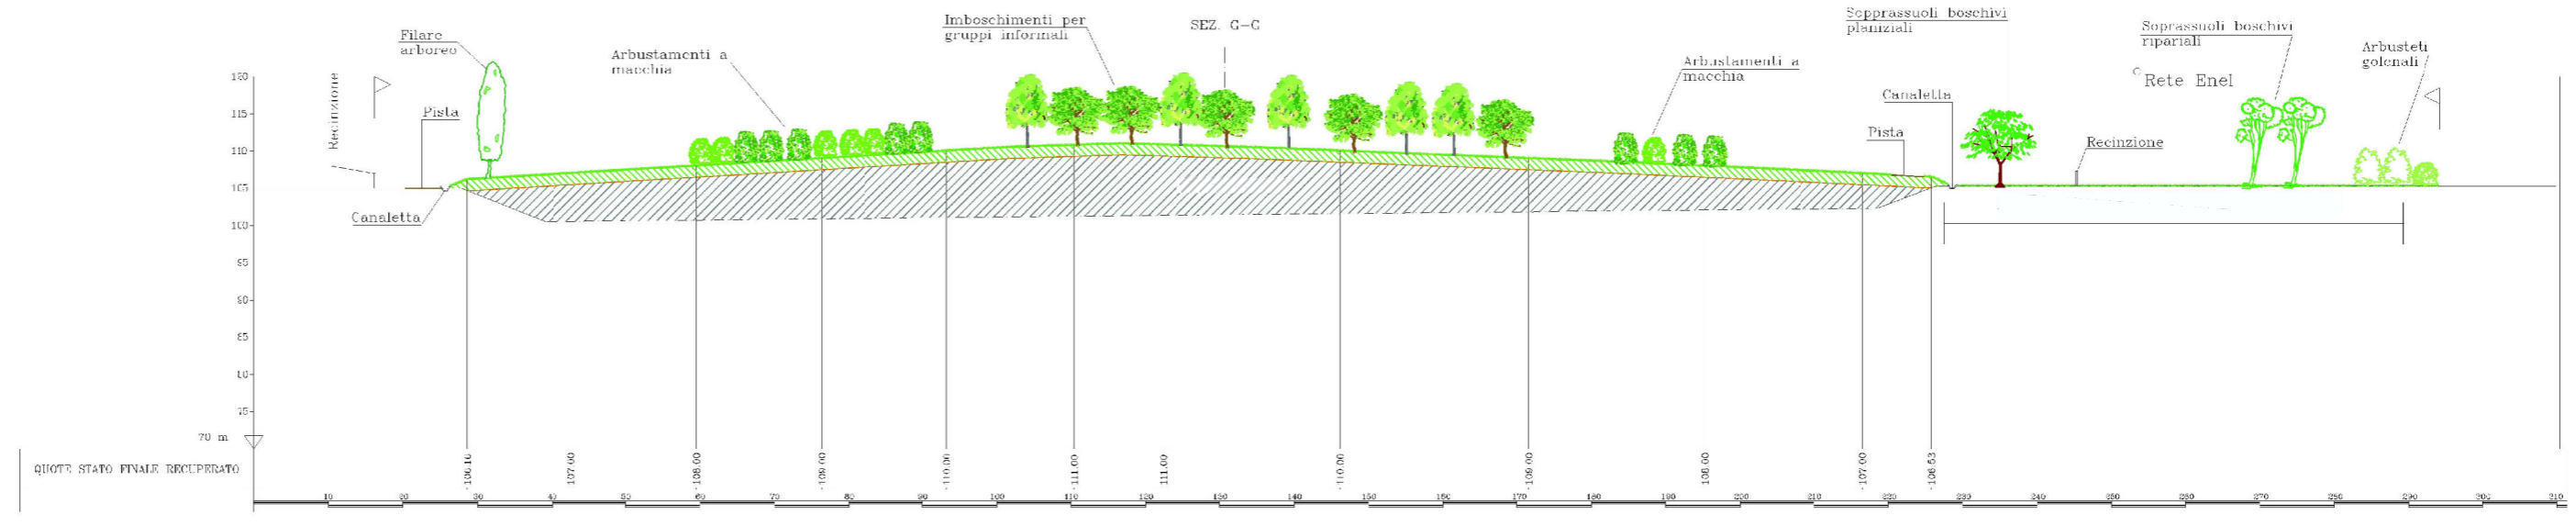 Soprassuoli boschivi
planiziali
Imboschimenti per
gruppi informali
SEZ. G-G
Soprassuoli boschivi
ripariali
Filare
arboreo
Arbustamenti a
macchia
Arbustamenti a
macchia
Arbusteti
golenali
Rete Enel
Recinzione
Pista
Canaletta
Pista
Recinzione
Canaletta
115
110
105
100
95
90
85
80
75
70 m
QUOTE STATO FINALE RECUPERATO
107.00
108.00
109.00
110.00
111.00
111.00
110.00
109.00
108.00
107.00
106.53
10 20 30 40 50 60 70 80 90 100 110 120 130 140 150 160 170 180 190 200 210 220 230 240 250 260 270 280 290 300 310